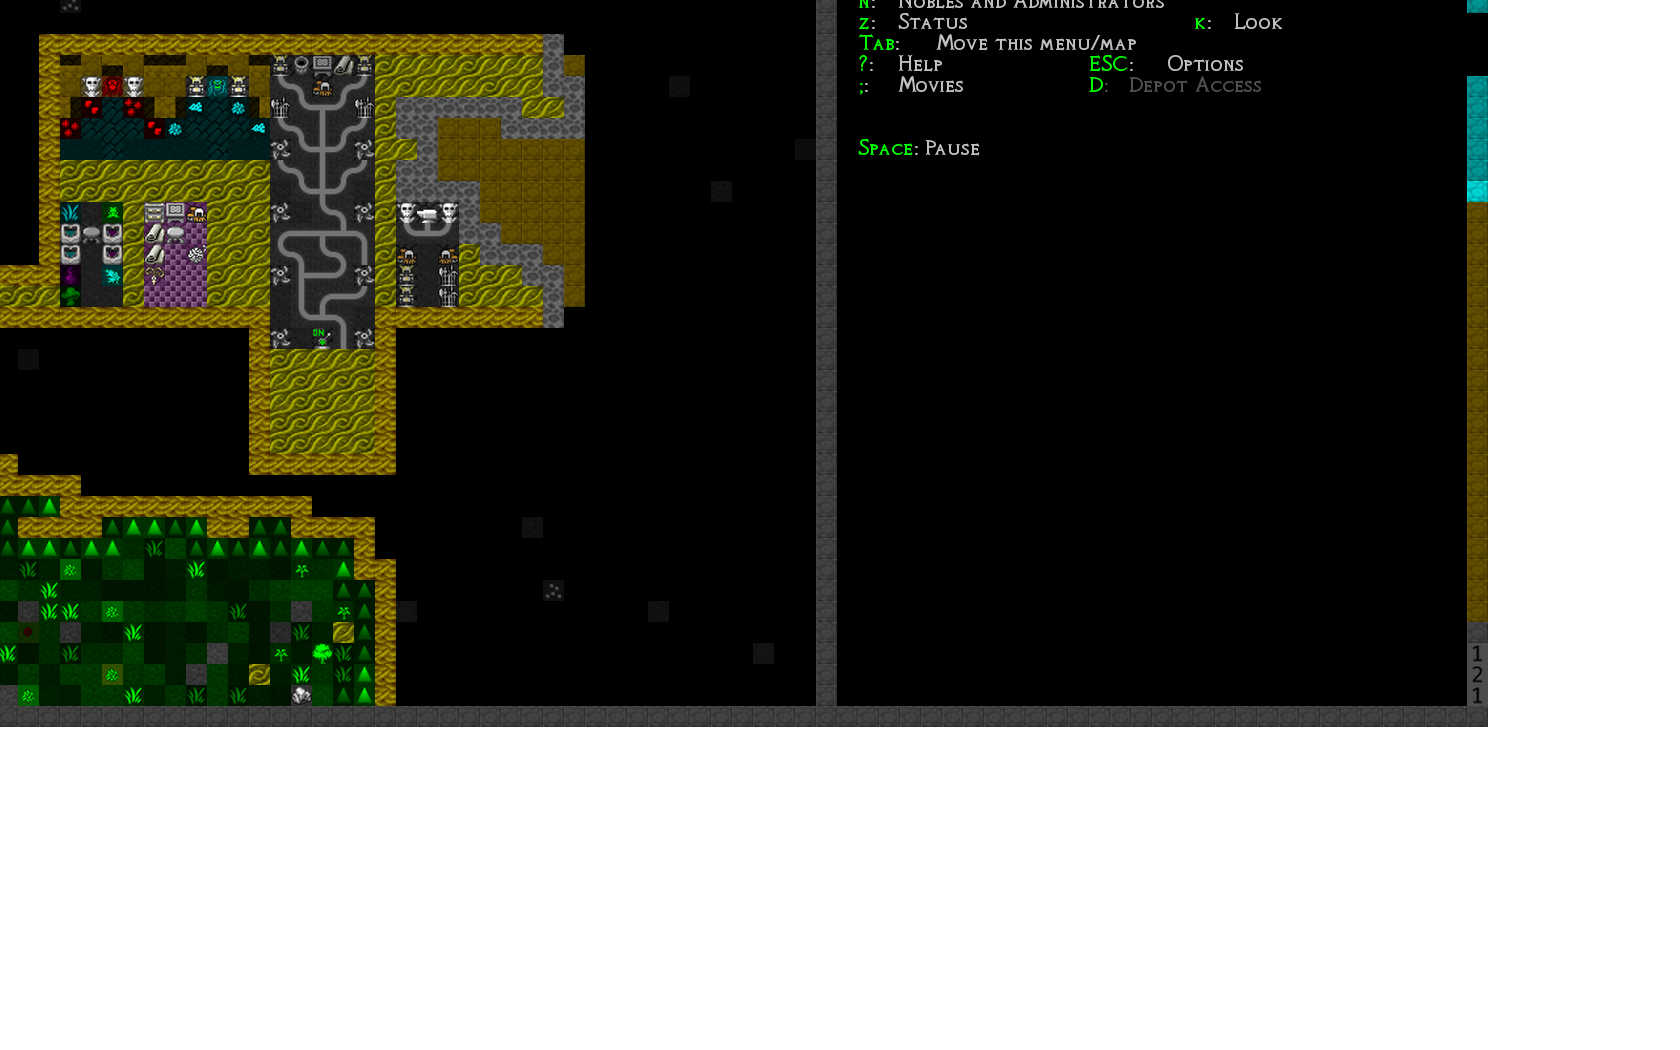 N: NOBLES AND ADMINISTRATORS
Z: STATUS K: LOOK
TAB: MOVE THIS MENU/MAP
?: HELP ESC: OPTIONS
;: MOVIES D: DEPOT ACCESS
SPACE: PAUSE
ON
1
2
1